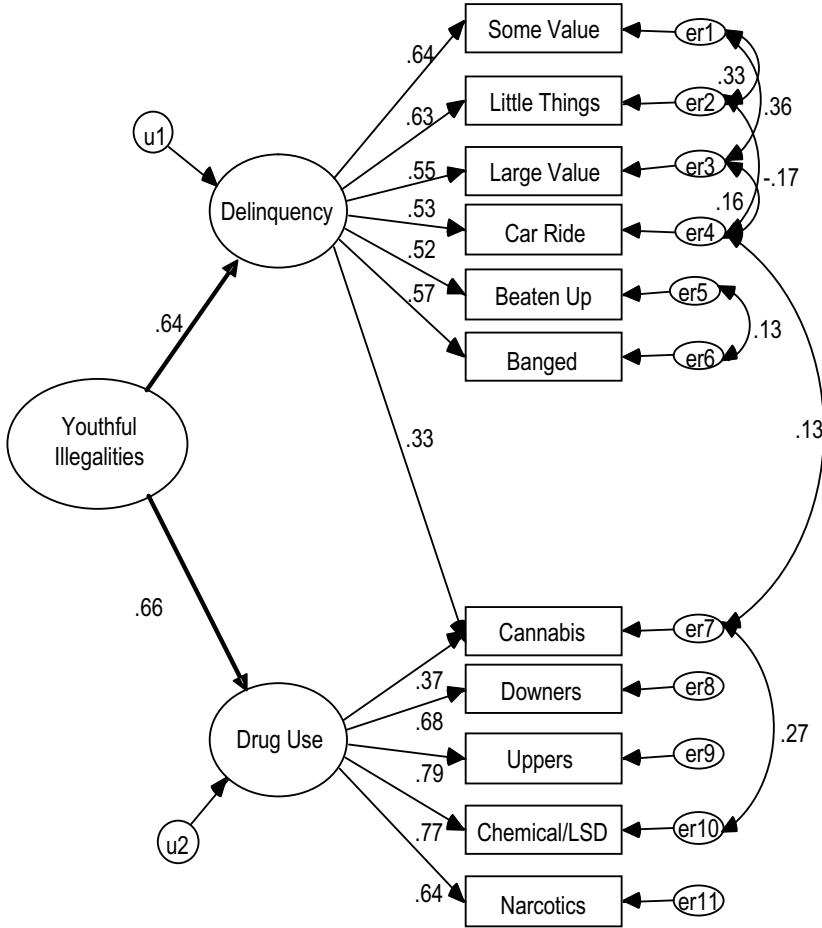 Some Value
er1
.64
.33
Little Things
er2
.36
.63
u1
Large Value
er3
.55
-.17
.16
Delinquency
.53
Car Ride
er4
.52
Beaten Up
er5
.57
.13
.64
Banged
er6
Youthful
Illegalities
.33
.13
.66
Cannabis
er7
.37
Downers
er8
.68
Drug Use
.27
Uppers
er9
.79
Chemical/LSD
er10
.77
u2
.64
Narcotics
er11